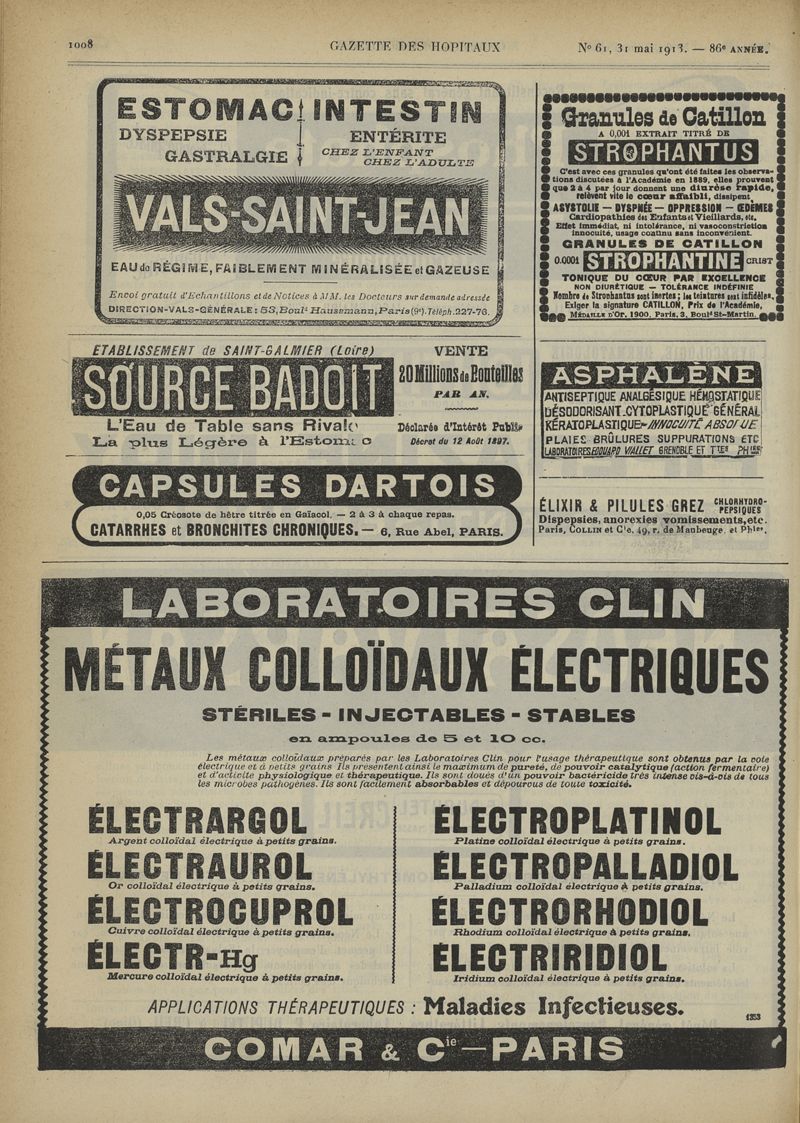 1008
GAZETTE DES HOPITAUX
Nº 61, 31 mai 1913. — 86e ANNÉE.
ESTOMAC INTESTIN
DYSPEPSIE
GASTRALGIE
ENTÉRITE
CHEZ L'ENFANT
CHEZ L'ADULTE
VALS-SAINT-JEAN
EAU de RÉGIME, FAIBLEMENT MINÉRALISÉE et GAZEUSE
Envoi gratuit d'Echantillons et de Notices à MM. les Docteurs sur demande adressée
DIRECTION-VALS-GÉNÉRALE: 53, Boulᵈ Haussmann, Paris (9ᵉ). Téléph. 227-76.
ETABLISSEMENT de SAINT-GALMIER (Loire)
SOURCE BADOIT
L'Eau de Table sans Rivale
La plus Légère à l'Estomac
VENTE
20 Millions de Bouteilles
PAR AN.
Déclarée d'Intérêt Public
Décret du 12 Août 1897.
CAPSULES DARTOIS
0,05 Créosote de hêtre titrée en Gaïacol. — 2 à 3 à chaque repas.
CATARRHES et BRONCHITES CHRONIQUES. — 6, Rue Abel, PARIS.
Granules de Catillon
A 0,001 EXTRAIT TITRÉ DE
STROPHANTUS
C'est avec ces granules qu'ont été faites les observa-
tions discutées à l'Académie en 1889, elles prouvent
que 2 à 4 par jour donnent une diurèse rapide,
relèvent vite le cœur affaibli, dissipent
ASYSTOLIE — DYSPNÉE — OPPRESSION — ŒDÈMES
Cardiopathies des Enfants et Vieillards, etc.
Effet immédiat, ni intolérance, ni vasoconstriction
innocuité, usage continu sans inconvénient.
GRANULES DE CATILLON
0.0001 STROPHANTINE CRIST
TONIQUE DU CŒUR PAR EXCELLENCE
NON DIURÉTIQUE — TOLÉRANCE INDÉFINIE
Nombre de Strophantus sont inertes; les teintures sont infidèles,
Exiger la signature CATILLON, Prix de l'Académie,
MÉDAILLE D'OR. 1900. Paris. 3, Boulᵈ St-Martin.
ASPHALÈNE
ANTISEPTIQUE ANALGÉSIQUE HÉMOSTATIQUE
DÉSODORISANT.CYTOPLASTIQUE GÉNÉRAL
KÉRATOPLASTIQUE - INNOCUITÉ ABSOLUE
PLAIES BRÛLURES SUPPURATIONS ETC
LABORATOIRES EDOUARD VIALLET GRENOBLE ET TTES PHIES
ÉLIXIR & PILULES GREZ CHLORHYDRO-
PEPSIQUES
Dispepsies, anorexies vomissements, etc.
Paris, COLLIN et Cie, 49, r. de Maubeuge, et Phies.
LABORATOIRES CLIN
MÉTAUX COLLOÏDAUX ÉLECTRIQUES
STÉRILES - INJECTABLES - STABLES
en ampoules de 5 et 10 cc.
Les métaux colloïdaux préparés par les Laboratoires Clin pour l'usage thérapeutique sont obtenus par la voie
électrique et à petits grains Ils présentent ainsi le maximum de pureté, de pouvoir catalytique (action fermentaire)
et d'activité physiologique et thérapeutique. Ils sont doués d'un pouvoir bactéricide très intense vis-à-vis de tous
les microbes pathogènes. Ils sont facilement absorbables et dépourvus de toute toxicité.
ÉLECTRARGOL
Argent colloïdal électrique à petits grains.
ÉLECTRAUROL
Or colloïdal électrique à petits grains.
ÉLECTROCUPROL
Cuivre colloïdal électrique à petits grains.
ÉLECTR-Hg
Mercure colloïdal électrique à petits grains.
ÉLECTROPLATINOL
Platine colloïdal électrique à petits grains.
ÉLECTROPALLADIOL
Palladium colloïdal électrique à petits grains.
ÉLECTRORHODIOL
Rhodium colloïdal électrique à petits grains.
ÉLECTRIRIDIOL
Iridium colloïdal électrique à petits grains.
APPLICATIONS THÉRAPEUTIQUES : Maladies Infectieuses.
1353
COMAR & Cie — PARIS